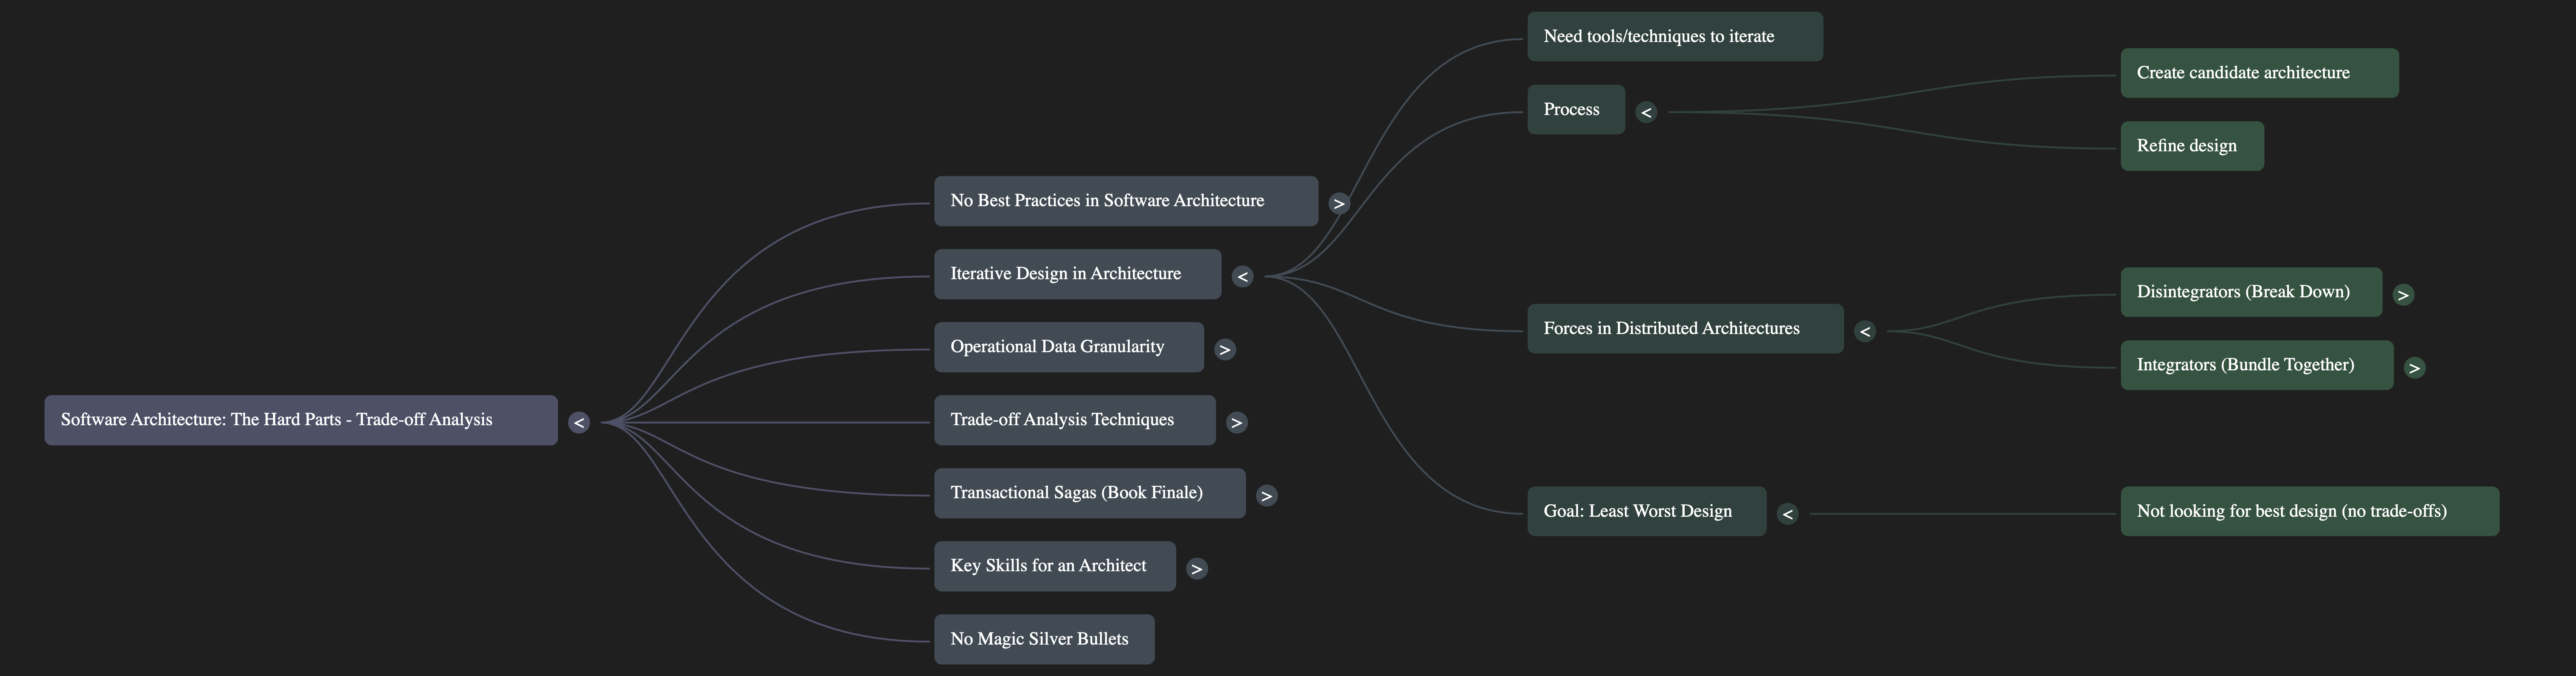 Software Architecture: The Hard Parts - Trade-off Analysis
<
No Best Practices in Software Architecture
>
Iterative Design in Architecture
<
Need tools/techniques to iterate
Process
<
Create candidate architecture
Refine design
Forces in Distributed Architectures
<
Disintegrators (Break Down)
>
Integrators (Bundle Together)
>
Goal: Least Worst Design
<
Not looking for best design (no trade-offs)
Operational Data Granularity
>
Trade-off Analysis Techniques
>
Transactional Sagas (Book Finale)
>
Key Skills for an Architect
>
No Magic Silver Bullets